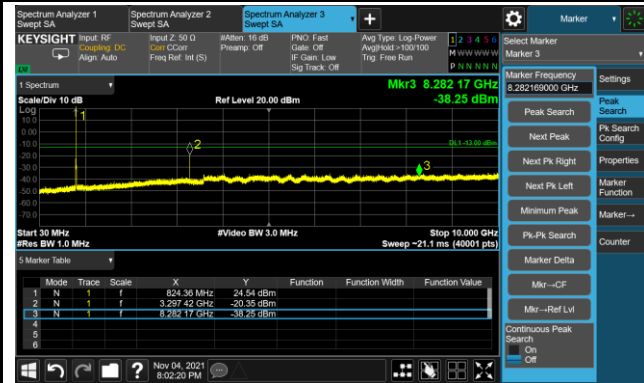 Spectrum Analyzer 1
Swept SA
Spectrum Analyzer 2
Swept SA
Spectrum Analyzer 3
Swept SA
+
Marker
KEYSIGHT
Input: RF
Coupling: DC
Align: Auto
Input Z: 50 Ω
Corr CCorr
Freq Ref: Int (S)
#Atten: 16 dB
Preamp: Off
PNO: Fast
Gate: Off
IF Gain: Low
Sig Track: Off
Avg Type: Log-Power
Avg|Hold:>100/100
Trig: Free Run
1 2 3 4 5 6
M W W W W W
P N N N N N
LW
Select Marker
Marker 3
1 Spectrum
Scale/Div 10 dB
Ref Level 20.00 dBm
Mkr3 8.282 17 GHz
-38.25 dBm
Log
10.0
0.00
-10.0
-20.0
-30.0
-40.0
-50.0
-60.0
-70.0
1
2
3
DL1 -13.00 dBm
Start 30 MHz
#Res BW 1.0 MHz
#Video BW 3.0 MHz
Stop 10.000 GHz
Sweep ~21.1 ms (40001 pts)
5 Marker Table
Mode Trace Scale X Y Function Function Width Function Value
1 N 1 f 824.36 MHz 24.54 dBm
2 N 1 f 3.297 42 GHz -20.35 dBm
3 N 1 f 8.282 17 GHz -38.25 dBm
4
5
6
Marker Frequency
8.282169000 GHz
Peak Search
Next Peak
Next Pk Right
Next Pk Left
Minimum Peak
Pk-Pk Search
Marker Delta
Mkr→CF
Mkr→Ref Lvl
Continuous Peak
Search
On
Off
Settings
Peak
Search
Pk Search
Config
Properties
Marker
Function
Marker→
Counter
?
Nov 04, 2021
8:02:20 PM